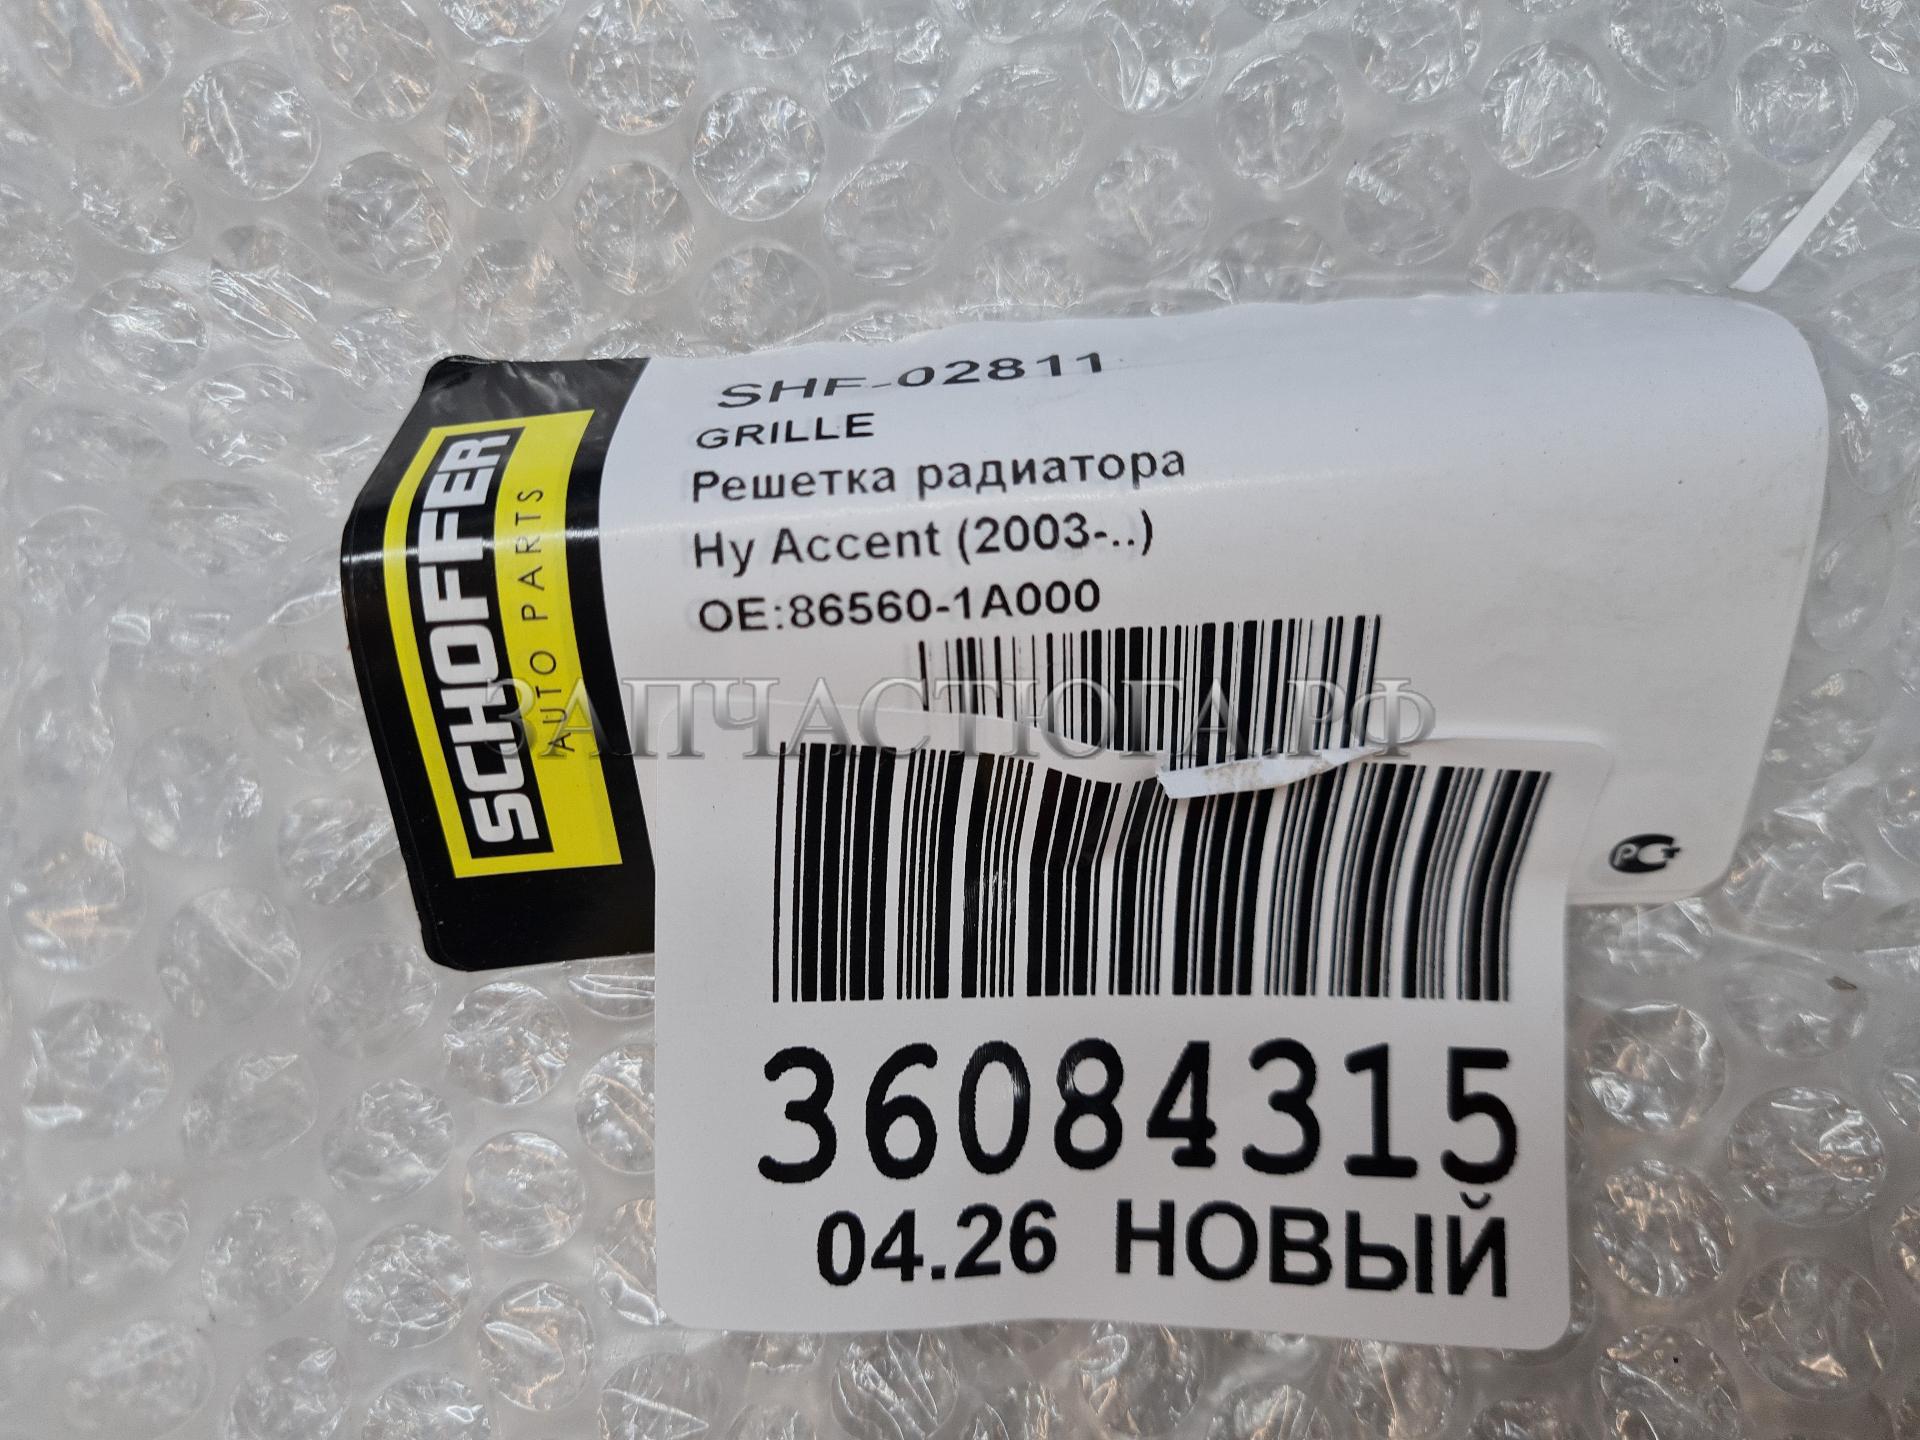 SHF-02811
GRILLE
Решетка радиатора
Hy Accent (2003-..)
OE:86560-1A000
SCHOFFER
AUTO PARTS
ЗАПЧАСТЮГА.РФ
РСТ
36084315
04.26 НОВЫЙ